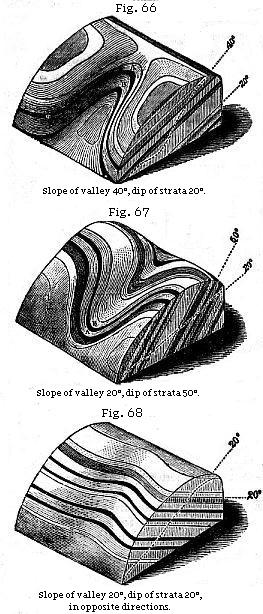 Fig. 66
40°
20°
Slope of valley 40°, dip of strata 20°.
Fig. 67
50°
20°
Slope of valley 20°, dip of strata 50°.
Fig. 68
20°
20°
Slope of valley 20°, dip of strata 20°,
in opposite directions.